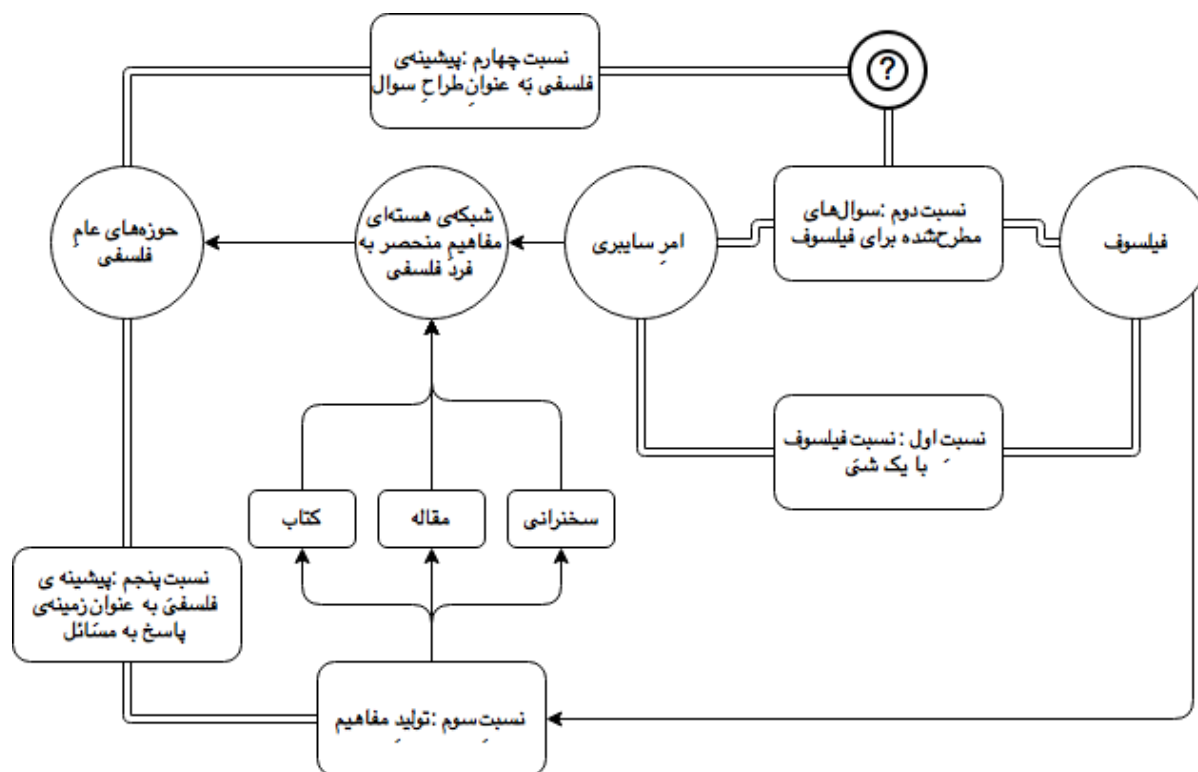 نسبت چهارم :پیشینه‌ی
فلسفی به عنوانِ طراحِ سوال
?
فیلسوف
نسبت دوم :سوال‌های
مطرح‌شده برای فیلسوف
امرِ سایبری
شبکه‌ی هسته‌ای
مفاهیمِ منحصر به
فردِ فلسفی
حوزه‌های عامِ
فلسفی
نسبتِ اول : نسبت فیلسوف
با یک شئ
سخنرانی
مقاله
کتاب
نسبت پنجم :پیشینه ی
فلسفی به عنوان زمینه‌ی
پاسخ به مسائل
نسبتِ سوم :تولیدِ مفاهیم